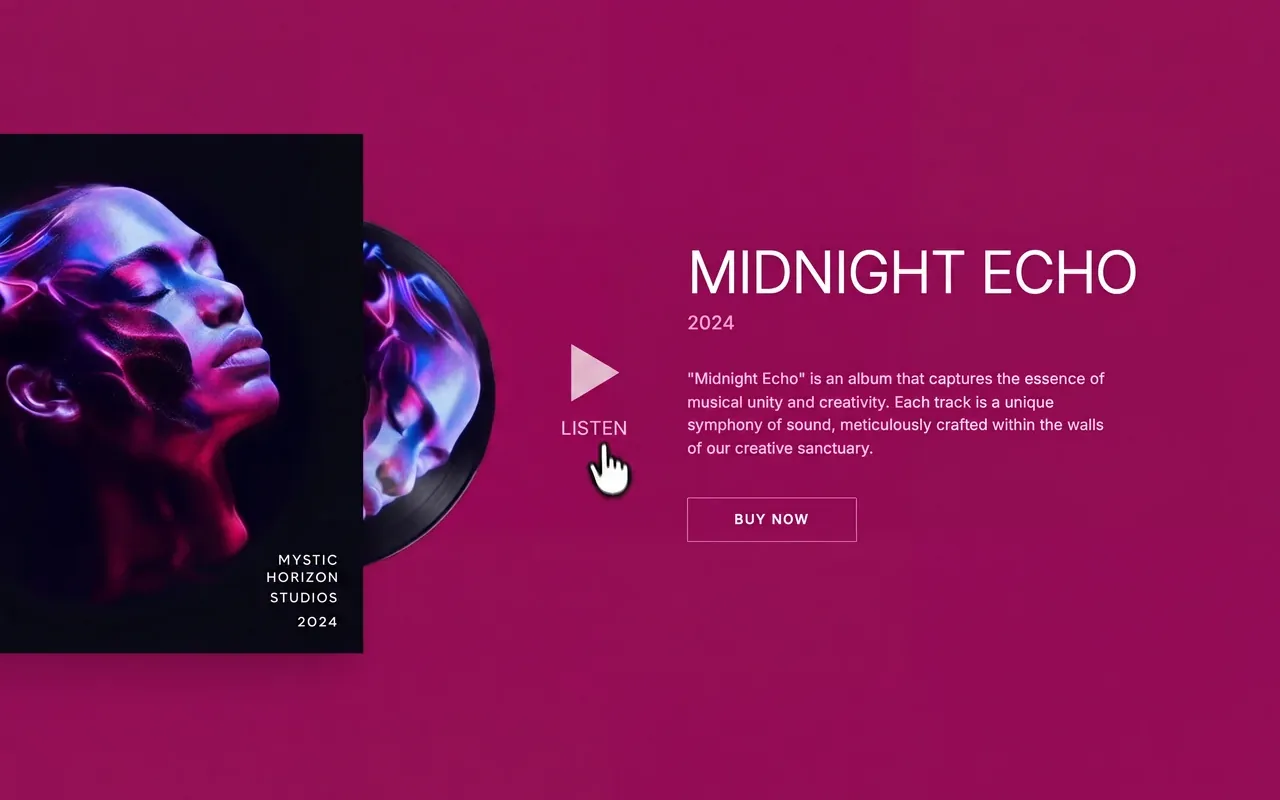 MYSTIC
HORIZON
STUDIOS
2024
LISTEN
MIDNIGHT ECHO
2024
"Midnight Echo" is an album that captures the essence of
musical unity and creativity. Each track is a unique
symphony of sound, meticulously crafted within the walls
of our creative sanctuary.
BUY NOW